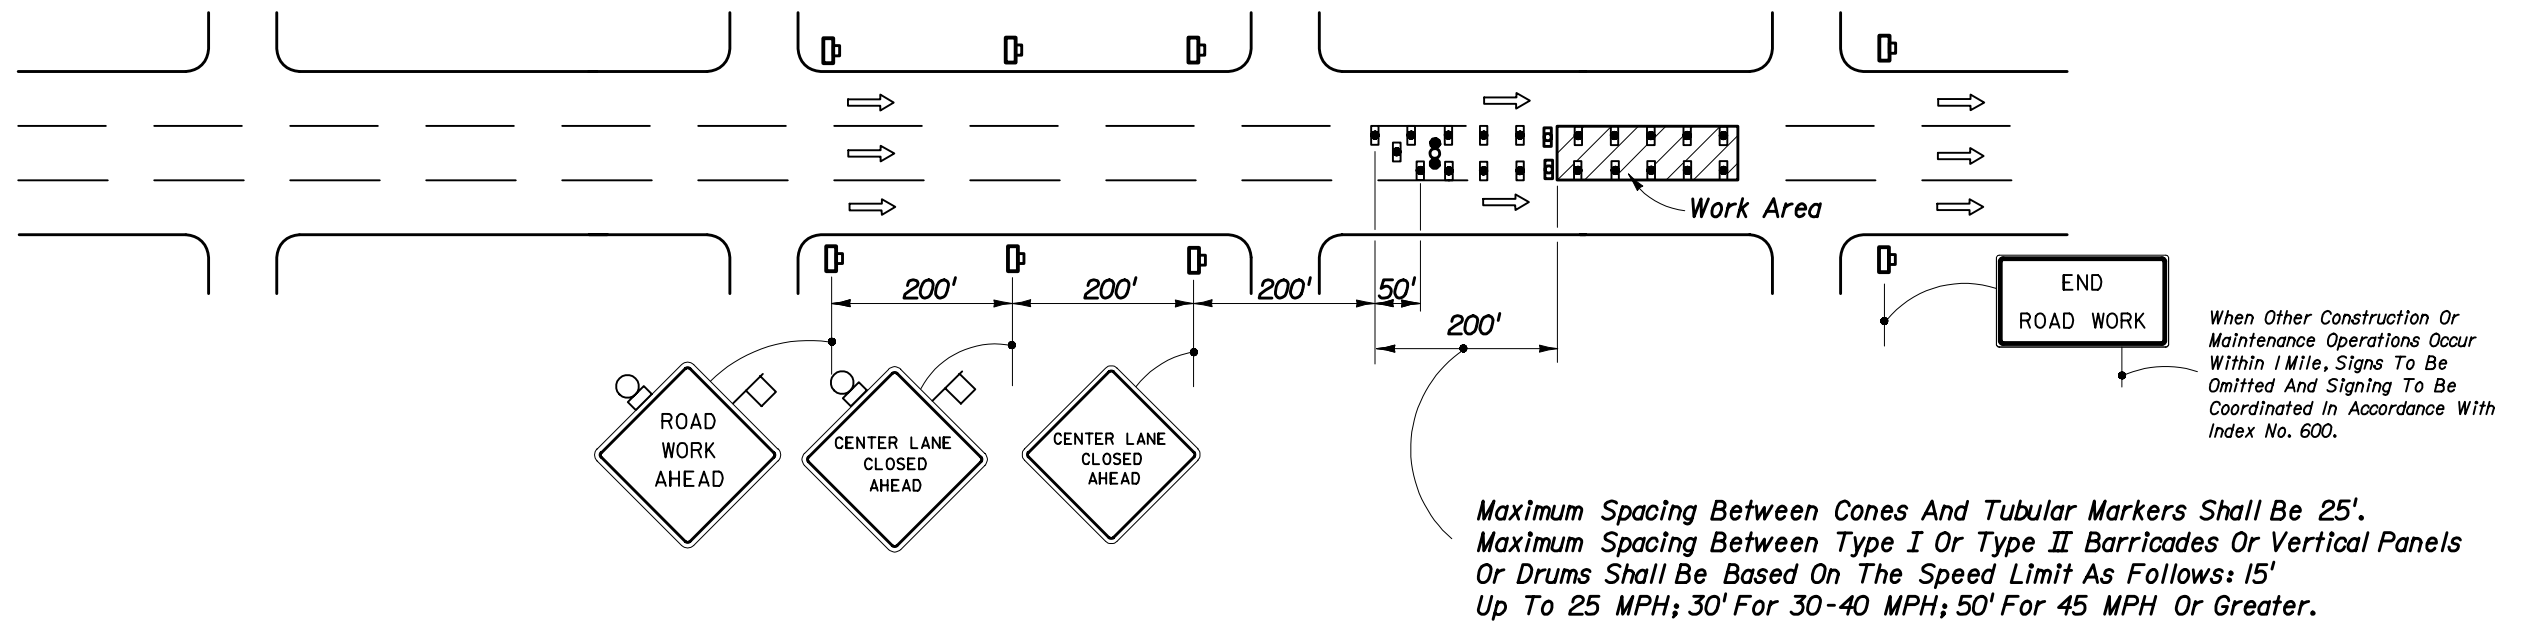 Work Area
200'
200'
200'
50'
200'
END
ROAD WORK
When Other Construction Or
Maintenance Operations Occur
Within 1 Mile, Signs To Be
Omitted And Signing To Be
Coordinated In Accordance With
Index No. 600.
ROAD
WORK
AHEAD
CENTER LANE
CLOSED
AHEAD
CENTER LANE
CLOSED
AHEAD
Maximum Spacing Between Cones And Tubular Markers Shall Be 25'.
Maximum Spacing Between Type I Or Type II Barricades Or Vertical Panels
Or Drums Shall Be Based On The Speed Limit As Follows: 15'
Up To 25 MPH; 30' For 30-40 MPH; 50' For 45 MPH Or Greater.